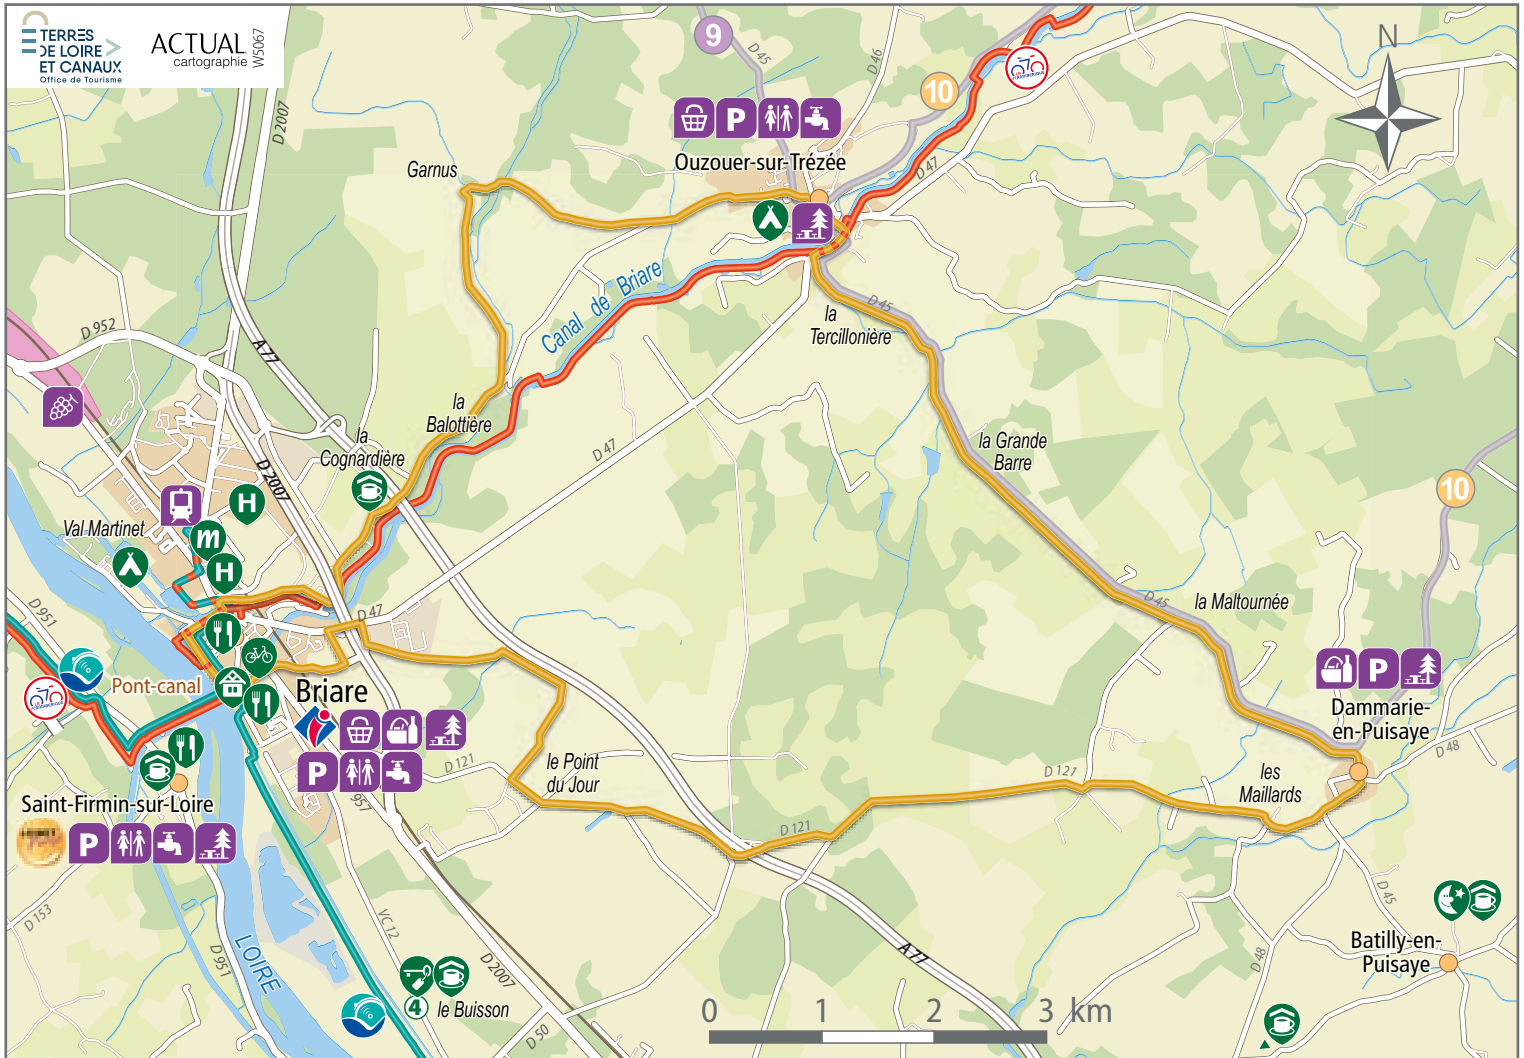 TERRES
DE LOIRE
ET CANAUX
Office de Tourisme
ACTUAL
cartographie
W5067
D 2007
9
D 45
D 46
10
N
Ouzouer-sur-Trézée
P
D 47
Garnus
Canal de Briare
D 45
la
Tercillonière
D 952
A 77
la
Balottière
la
Cognardière
D 47
la Grande
Barre
10
D 2007
Val Martinet
H
m
H
D 951
D 47
D 45
la Maltournée
Pont-canal
Briare
P
P
Dammarie-
en-Puisaye
D 48
D 121
le Point
du Jour
957
D 121
les
Maillards
Saint-Firmin-sur-Loire
P
D 121
D 45
D 153
D 951
LOIRE
VC 12
D 2007
A 77
D 48
Batilly-en-
Puisaye
4
le Buisson
D 50
0 1 2 3 km